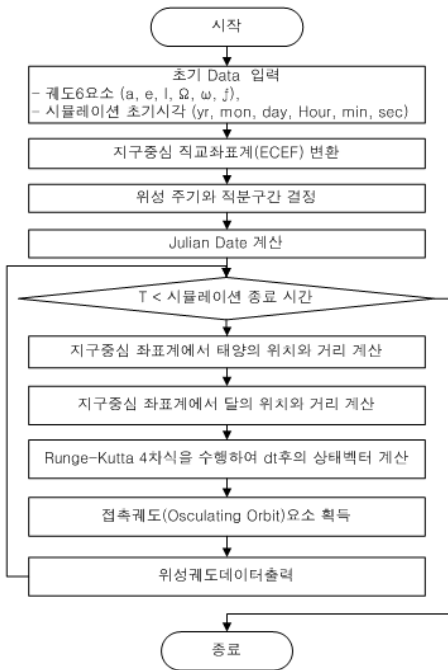 시작
초기 Data 입력
- 궤도6요소 (a, e, I, Ω, ω, ƒ),
- 시뮬레이션 초기시각 (yr, mon, day, Hour, min, sec)
지구중심 직교좌표계(ECEF) 변환
위성 주기와 적분구간 결정
Julian Date 계산
T < 시뮬레이션 종료 시간
지구중심 좌표계에서 태양의 위치와 거리 계산
지구중심 좌표계에서 달의 위치와 거리 계산
Runge-Kutta 4차식을 수행하여 dt후의 상태벡터 계산
접촉궤도(Osculating Orbit)요소 획득
위성궤도데이터출력
종료